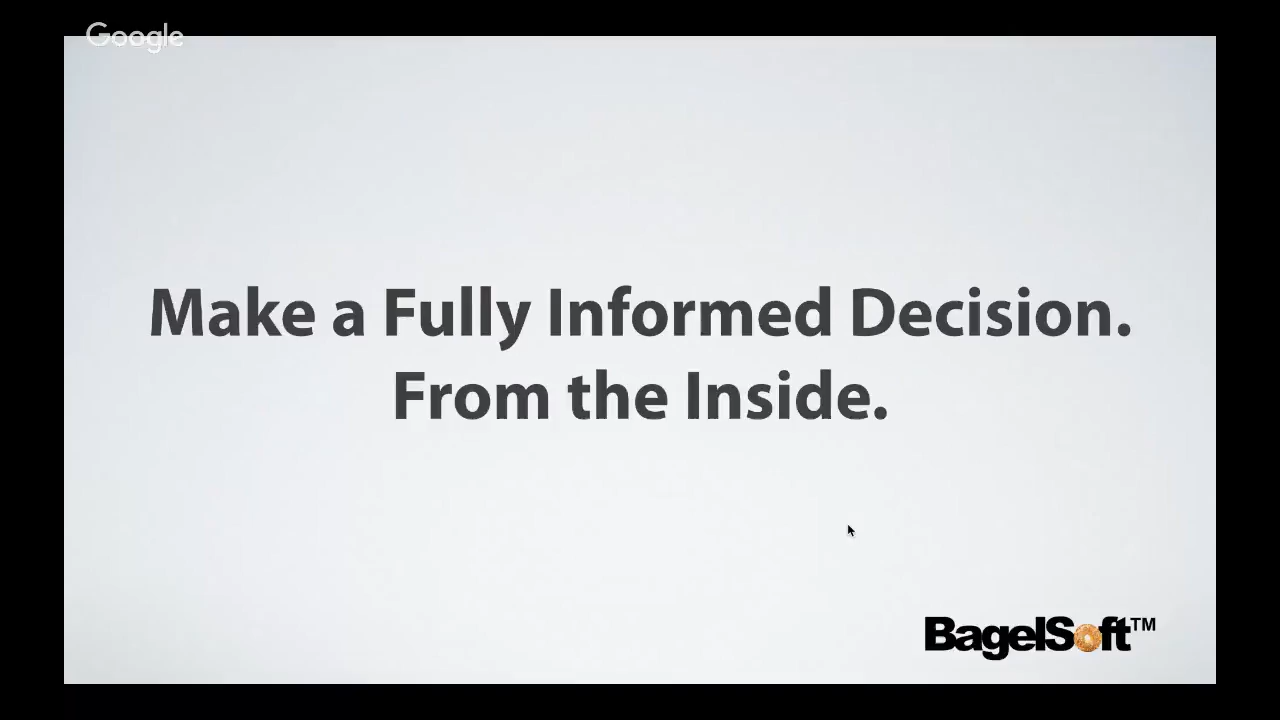 Google
Make a Fully Informed Decision.
From the Inside.
BagelSoft™